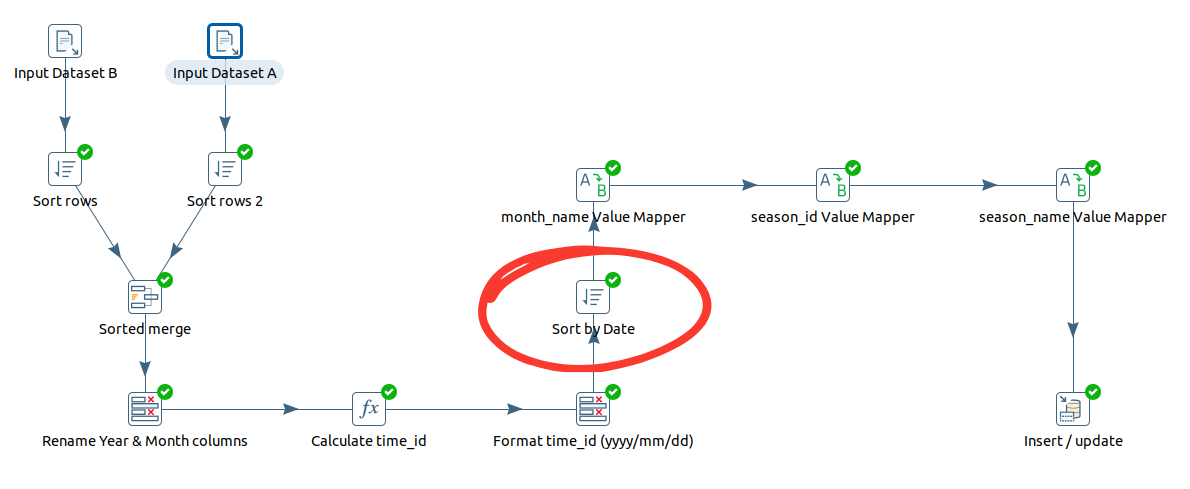 Input Dataset B
Input Dataset A
Sort rows
Sort rows 2
month_name Value Mapper
season_id Value Mapper
season_name Value Mapper
Sorted merge
Sort by Date
Rename Year & Month columns
Calculate time_id
Format time_id (yyyy/mm/dd)
Insert / update